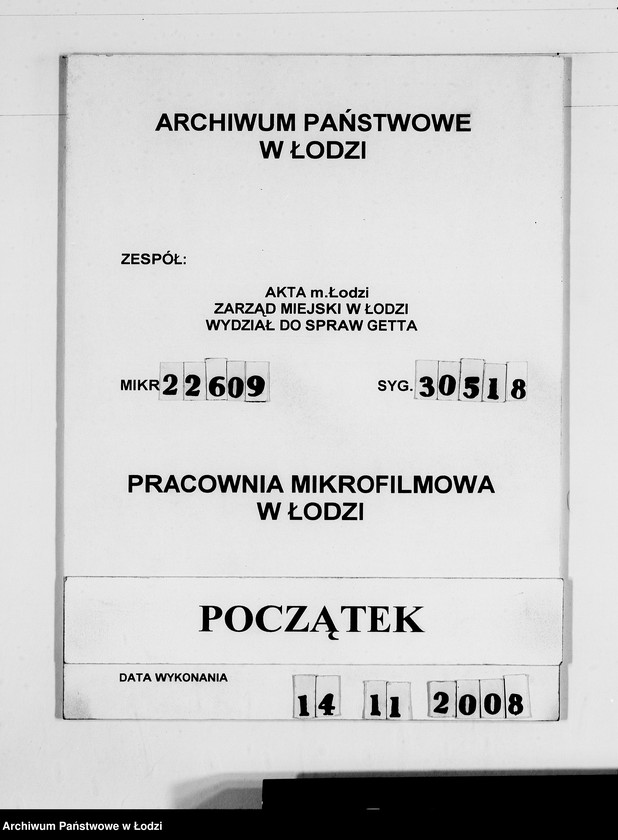 ARCHIWUM PAŃSTWOWE
W ŁODZI
ZESPÓŁ:
AKTA m.Łodzi
ZARZĄD MIEJSKI W ŁODZI
WYDZIAŁ DO SPRAW GETTA
MIKR 22609 SYG. 30518
PRACOWNIA MIKROFILMOWA
W ŁODZI
POCZĄTEK
DATA WYKONANIA
14 11 2008
Archiwum Państwowe w Łodzi